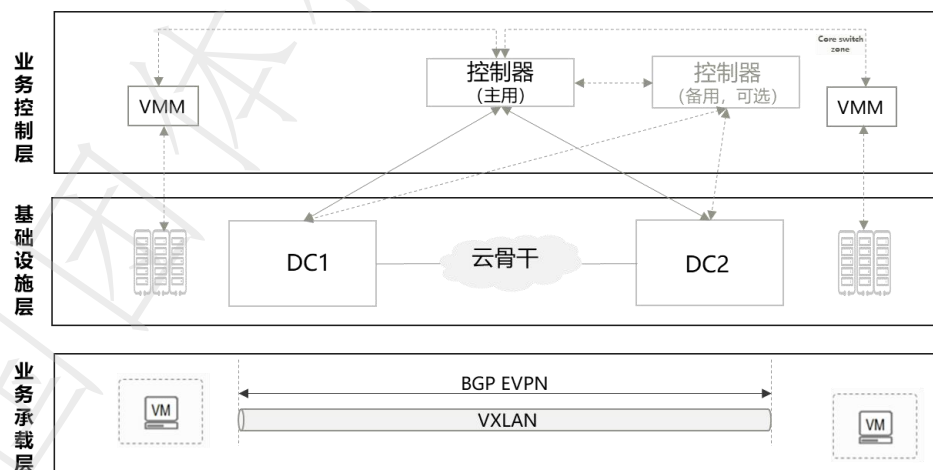 业务控制层
Core switch
zone
控制器
(主用)
控制器
(备用，可选)
VMM
VMM
基础设施层
DC1
云骨干
DC2
业务承载层
BGP EVPN
VXLAN
VM
VM